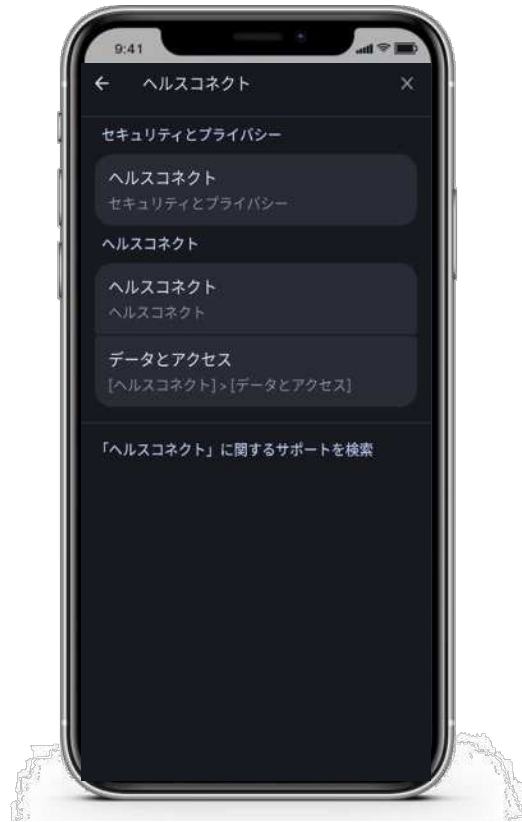 9:41
ヘルスコネクト
セキュリティとプライバシー
ヘルスコネクト
セキュリティとプライバシー
ヘルスコネクト
ヘルスコネクト
ヘルスコネクト
データとアクセス
[ヘルスコネクト] > [データとアクセス]
「ヘルスコネクト」に関するサポートを検索